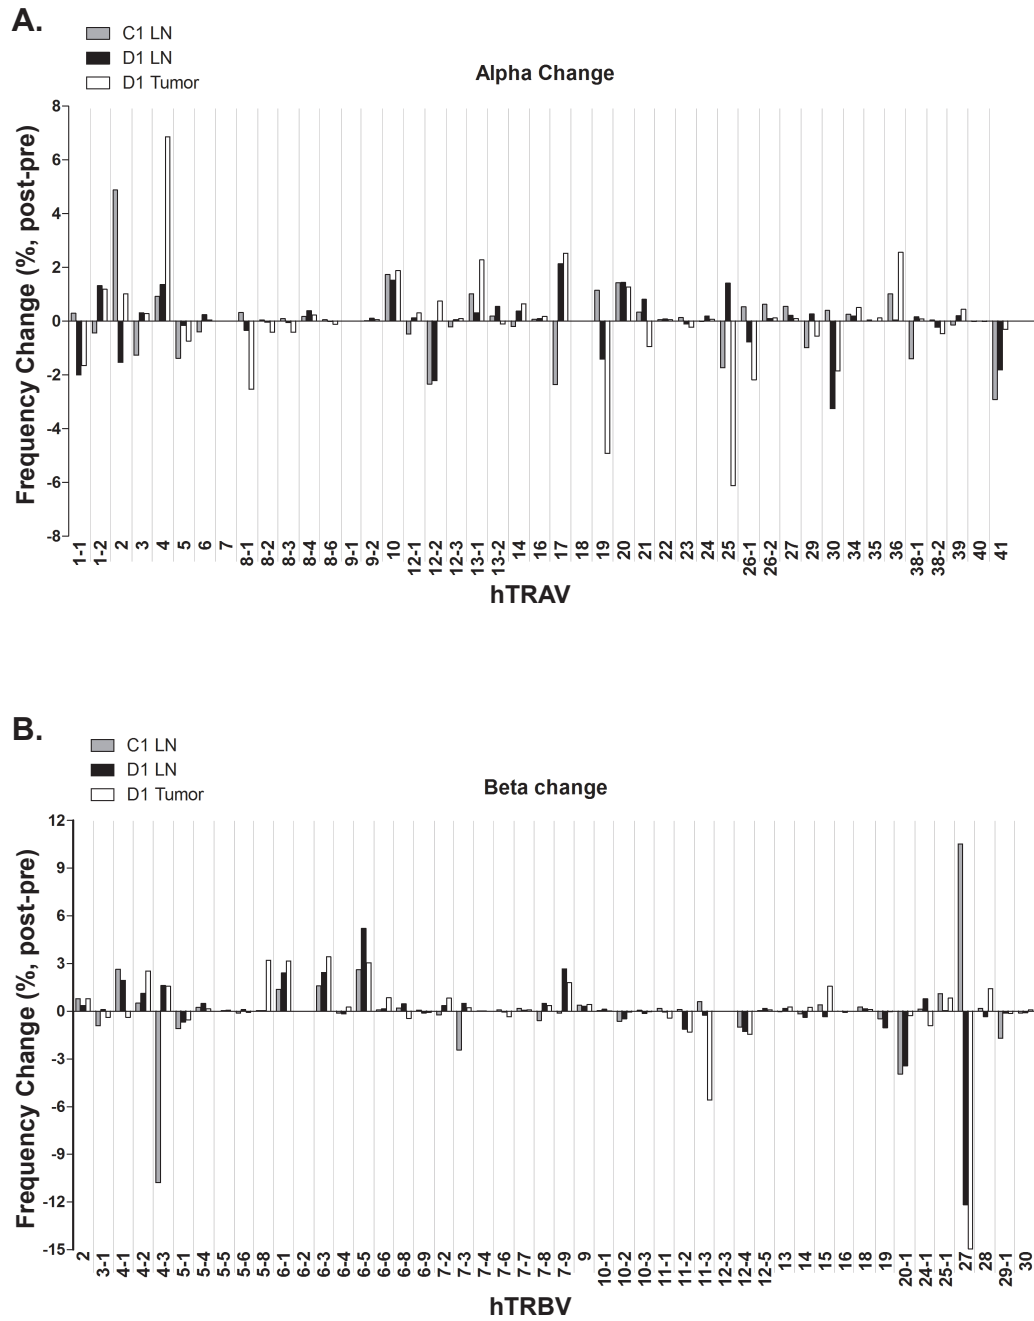 A.
C1 LN
D1 LN
D1 Tumor
Alpha Change
Frequency Change (%, post-pre)
8
6
4
2
0
-2
-4
-6
-8
1-1 1-2 2 3 4 5 6 7 8-1 8-2 8-3 8-4 8-6 9-1 9-2 10 12-1 12-2 12-3 13-1 13-2 14 16 17 18 19 20 21 22 23 24 25 26-1 26-2 27 29 30 34 35 36 38-1 38-2 39 40 41
hTRAV
B.
C1 LN
D1 LN
D1 Tumor
Beta change
Frequency Change (%, post-pre)
12
9
6
3
0
-3
-6
-9
-12
-15
2 3-1 4-1 4-2 4-3 5-1 5-4 5-5 5-6 5-8 6-1 6-2 6-3 6-4 6-5 6-6 6-8 6-9 7-2 7-3 7-4 7-6 7-7 7-8 7-9 9 10-1 10-2 10-3 11-1 11-2 11-3 12-3 12-4 12-5 13 14 15 16 18 19 20-1 24-1 25-1 27 28 29-1 30
hTRBV